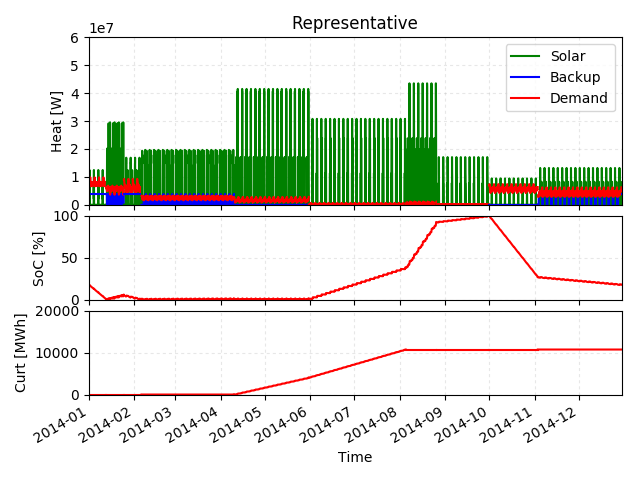 Representative
1e7
6
5
4
3
2
1
0
Heat [W]
Solar
Backup
Demand
100
50
0
SoC [%]
20000
10000
0
Curt [MWh]
2014-01
2014-02
2014-03
2014-04
2014-05
2014-06
2014-07
2014-08
2014-09
2014-10
2014-11
2014-12
Time